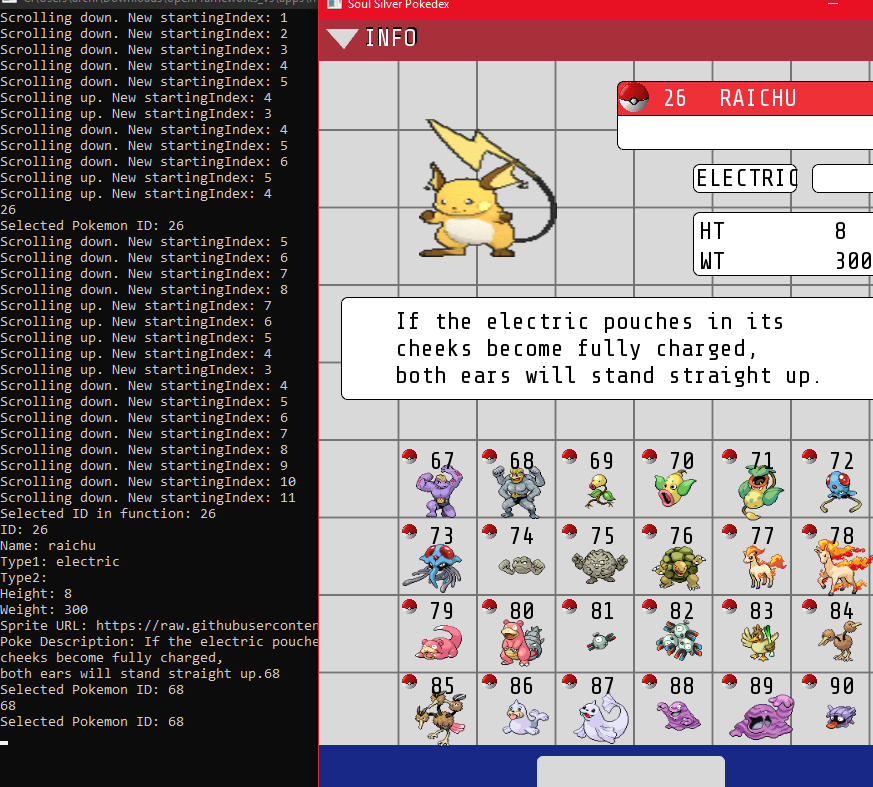 Scrolling down. New startingIndex: 1
Scrolling down. New startingIndex: 2
Scrolling down. New startingIndex: 3
Scrolling down. New startingIndex: 4
Scrolling down. New startingIndex: 5
Scrolling up. New startingIndex: 4
Scrolling up. New startingIndex: 3
Scrolling down. New startingIndex: 4
Scrolling down. New startingIndex: 5
Scrolling down. New startingIndex: 6
Scrolling up. New startingIndex: 5
Scrolling up. New startingIndex: 4
26
Selected Pokemon ID: 26
Scrolling down. New startingIndex: 5
Scrolling down. New startingIndex: 6
Scrolling down. New startingIndex: 7
Scrolling down. New startingIndex: 8
Scrolling up. New startingIndex: 7
Scrolling up. New startingIndex: 6
Scrolling up. New startingIndex: 5
Scrolling up. New startingIndex: 4
Scrolling up. New startingIndex: 3
Scrolling down. New startingIndex: 4
Scrolling down. New startingIndex: 5
Scrolling down. New startingIndex: 6
Scrolling down. New startingIndex: 7
Scrolling down. New startingIndex: 8
Scrolling down. New startingIndex: 9
Scrolling down. New startingIndex: 10
Scrolling down. New startingIndex: 11
Selected ID in function: 26
ID: 26
Name: raichu
Type1: electric
Type2:
Height: 8
Weight: 300
Sprite URL: https://raw.githubuserconten
Poke Description: If the electric pouche
cheeks become fully charged,
both ears will stand straight up.68
Selected Pokemon ID: 68
68
Selected Pokemon ID: 68
Soul Silver Pokedex
INFO
26 RAICHU
ELECTRIC
HT 8
WT 300
If the electric pouches in its
cheeks become fully charged,
both ears will stand straight up.
67 68 69 70 71 72
73 74 75 76 77 78
79 80 81 82 83 84
85 86 87 88 89 90